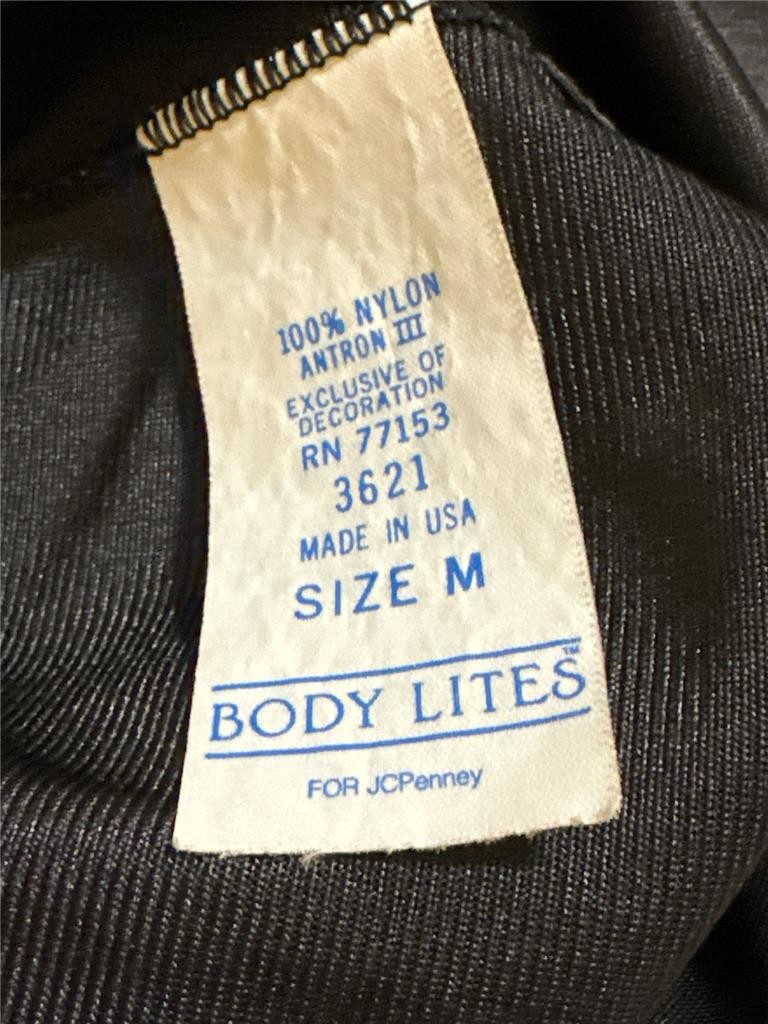 100% NYLON
ANTRON III
EXCLUSIVE OF
DECORATION
RN 77153
3621
MADE IN USA
SIZE M
BODY LITES™
FOR JCPenney